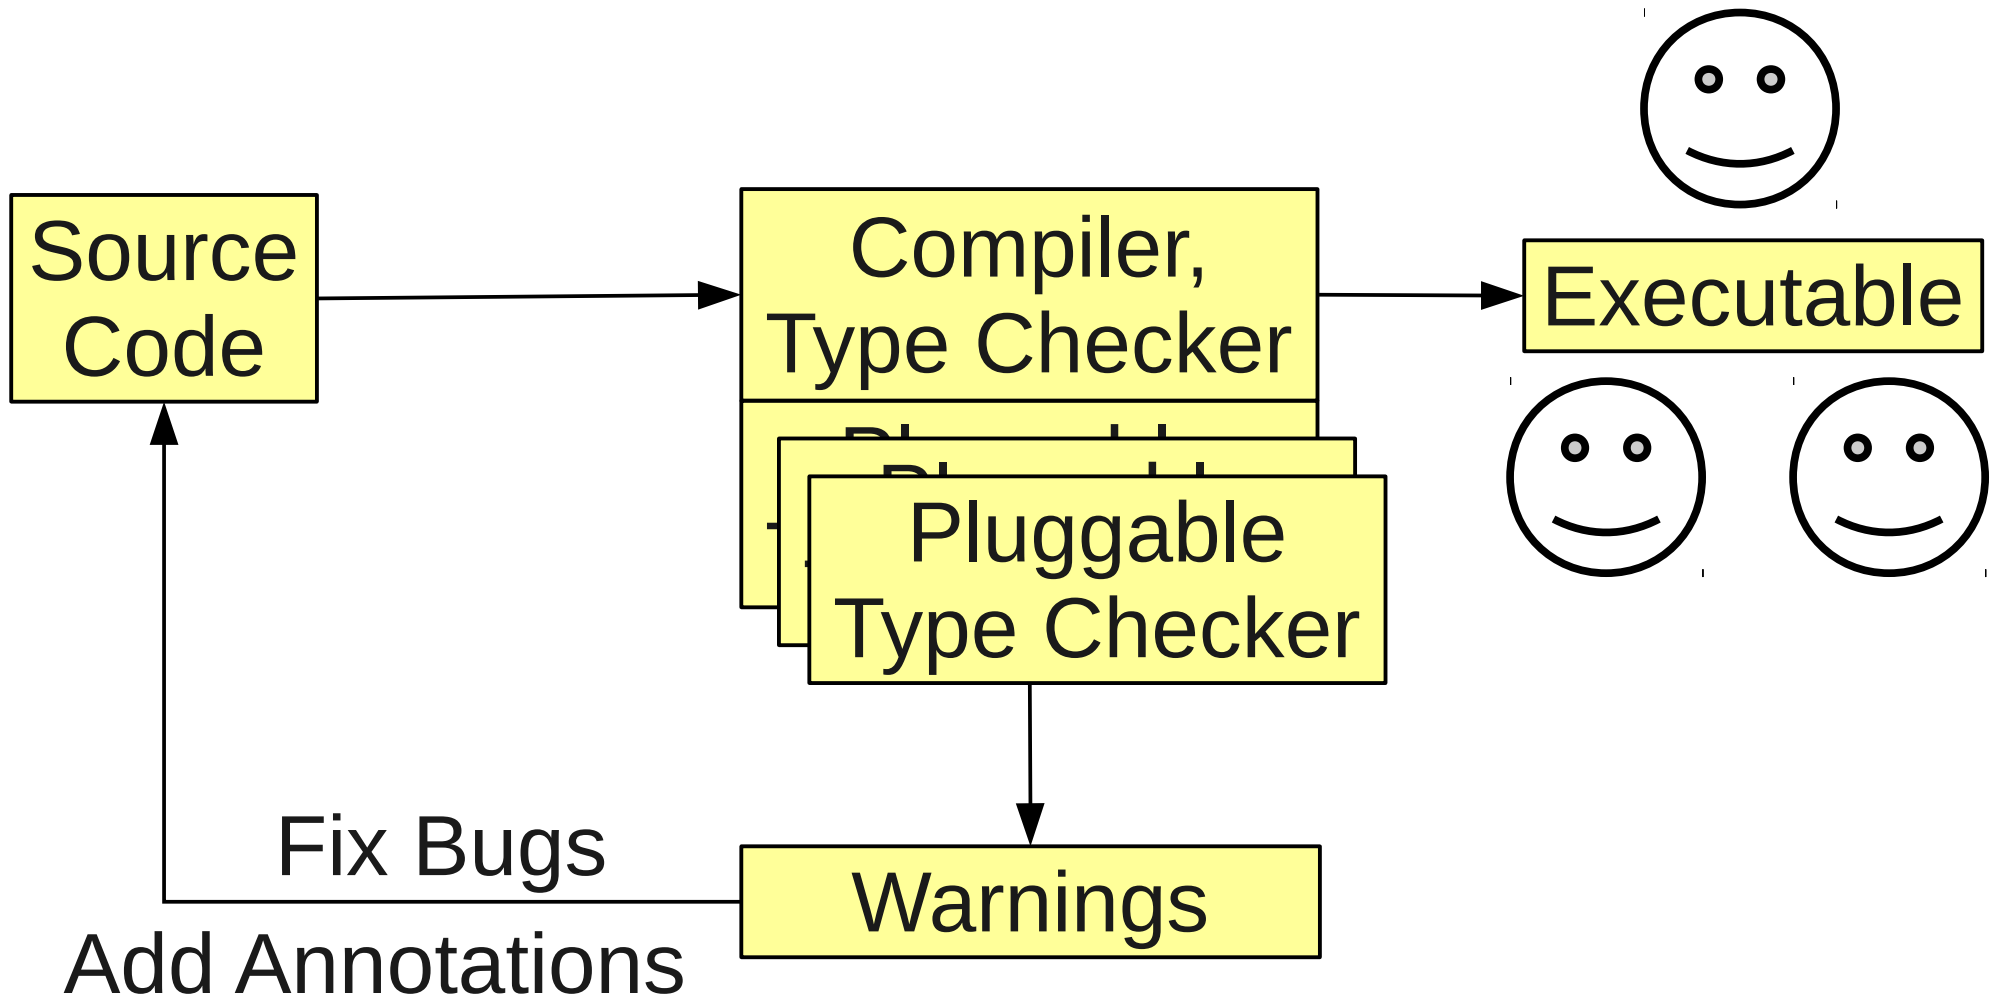 Source
Code
Compiler,
Type Checker
Executable
Pluggable
Type Checker
Fix Bugs
Add Annotations
Warnings